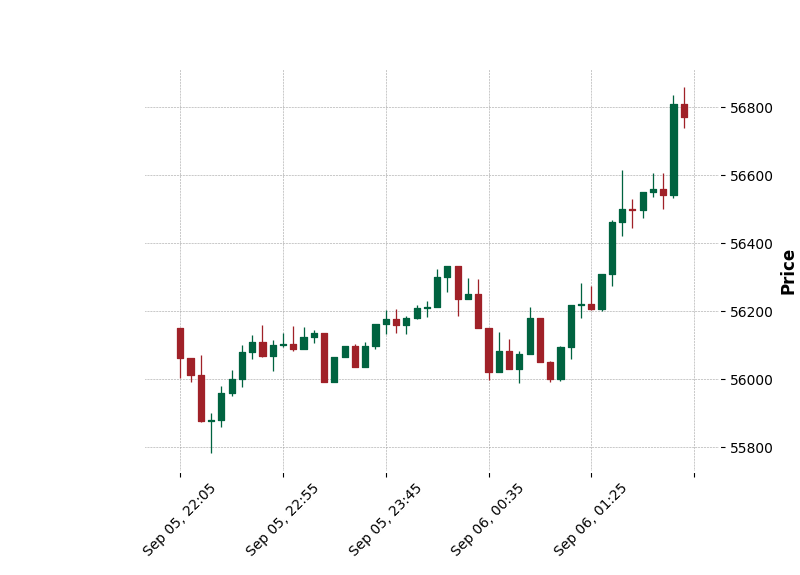 56800
56600
56400
56200
56000
55800
Price
Sep 05, 22:05
Sep 05, 22:55
Sep 05, 23:45
Sep 06, 00:35
Sep 06, 01:25